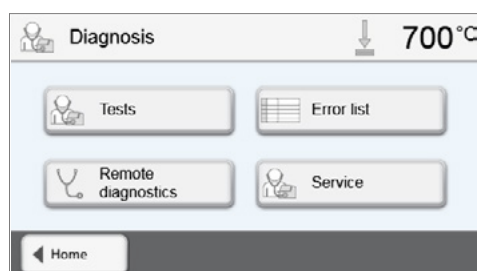 Diagnosis 700°C
Tests
Error list
Remote
diagnostics
Service
Home